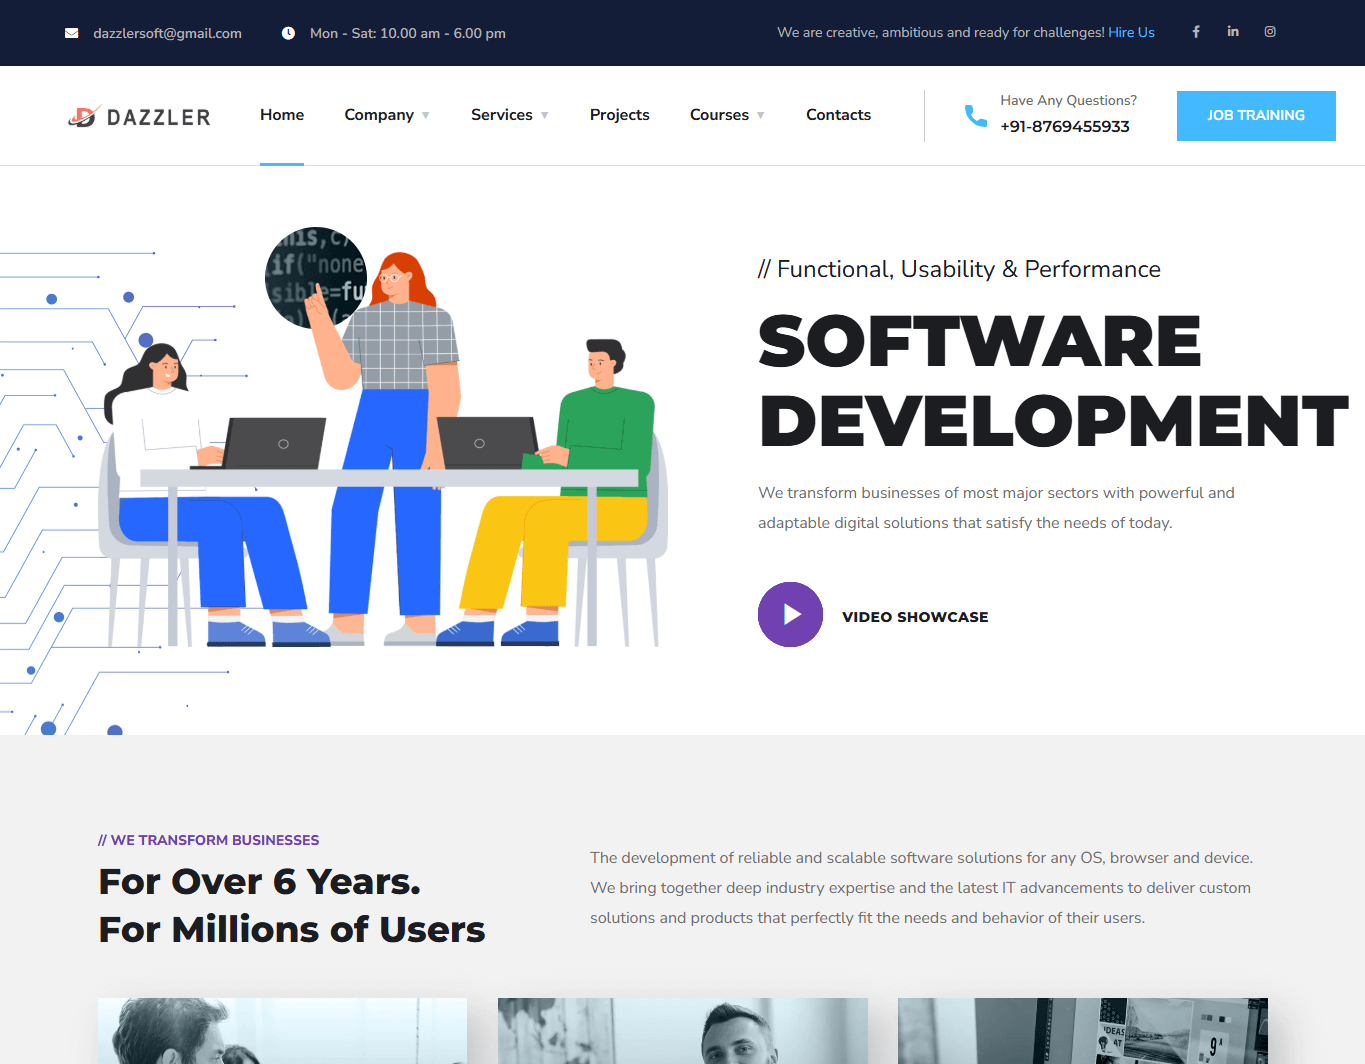 dazzlersoft@gmail.com
Mon - Sat: 10.00 am - 6.00 pm
We are creative, ambitious and ready for challenges! Hire Us
DAZZLER
Home
Company
Services
Projects
Courses
Contacts
Have Any Questions?
+91-8769455933
JOB TRAINING
if("none
// Functional, Usability & Performance
SOFTWARE
DEVELOPMENT
We transform businesses of most major sectors with powerful and
adaptable digital solutions that satisfy the needs of today.
VIDEO SHOWCASE
// WE TRANSFORM BUSINESSES
For Over 6 Years.
For Millions of Users
The development of reliable and scalable software solutions for any OS, browser and device.
We bring together deep industry expertise and the latest IT advancements to deliver custom
solutions and products that perfectly fit the needs and behavior of their users.
IDEAS
AT
9